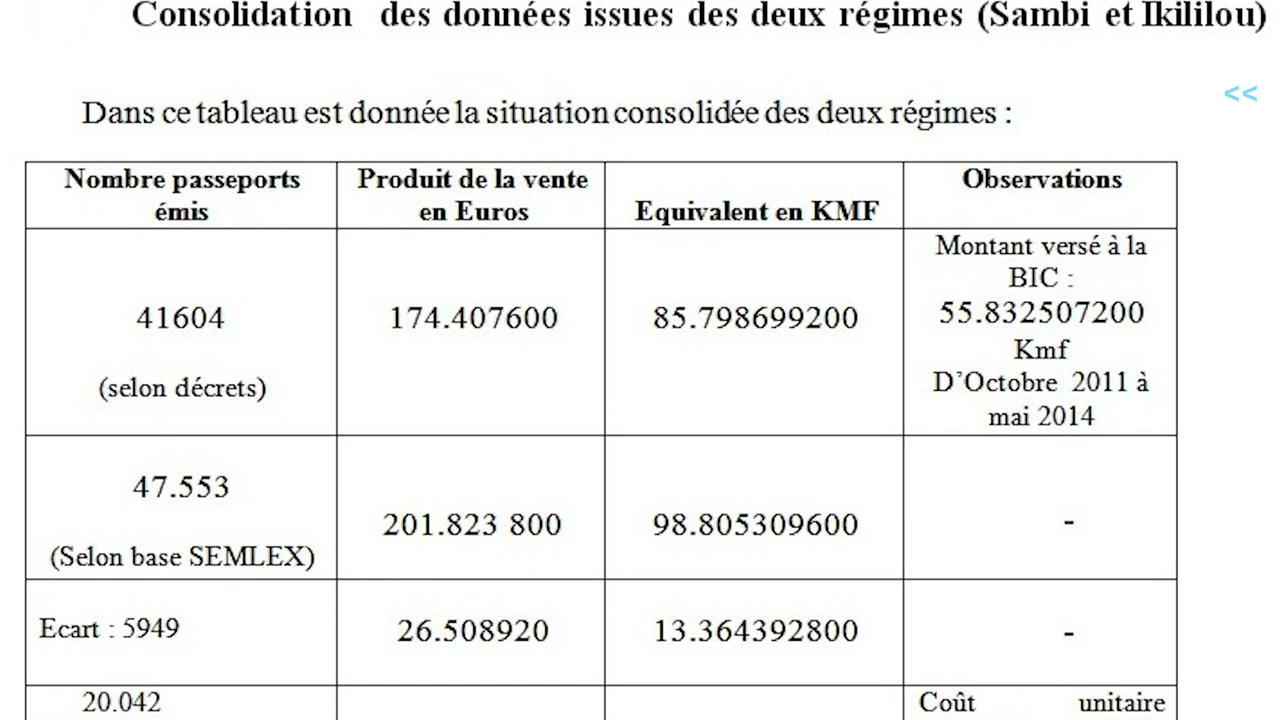 Consolidation des données issues des deux régimes (Sambi et Ikililou)
<<
Dans ce tableau est donnée la situation consolidée des deux régimes :
Nombre passeports
émis
Produit de la vente
en Euros
Equivalent en KMF
Observations
41604
(selon décrets)
174.407600
85.798699200
Montant versé à la
BIC :
55.832507200
Kmf
D'Octobre 2011 à
mai 2014
47.553
(Selon base SEMLEX)
201.823 800
98.805309600
-
Ecart : 5949
26.508920
13.364392800
-
20.042
Coût unitaire